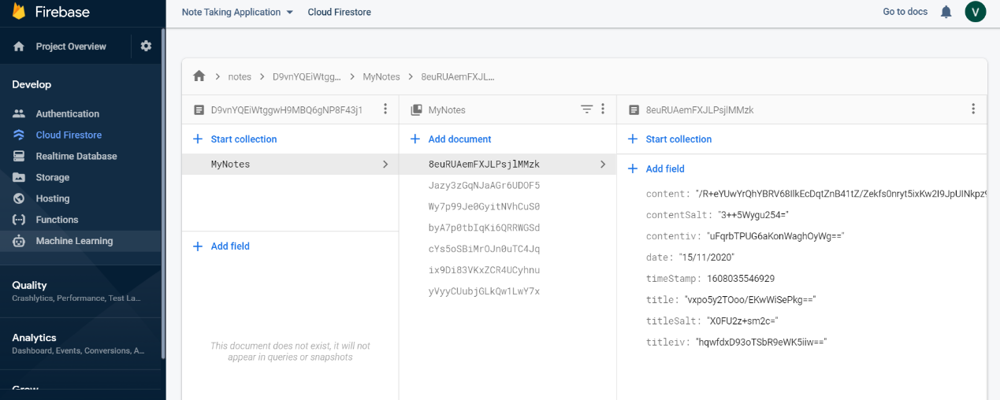 Firebase
Note Taking Application
Cloud Firestore
Go to docs
V
Project Overview
notes
D9vnYQEiWtgg...
MyNotes
8euRUAemFXJL...
Develop
D9vnYQEiWtggwH9MBQ6gNP8F43j1
MyNotes
8euRUAemFXJLPsjlMMzk
Authentication
Cloud Firestore
Realtime Database
Storage
Hosting
Functions
Machine Learning
Quality
Crashlytics, Performance, Test La...
Analytics
Dashboard, Events, Conversions, A...
Grow
+ Start collection
MyNotes
+ Add field
This document does not exist, it will not
appear in queries or snapshots
+ Add document
8euRUAemFXJLPsjlMMzk
Jazy3zGqNJaAGr6UDOF5
Wy7p99Je0GyitNVhCuS0
byA7p0tbIqKi6QRRWGSd
cYs5oSBiMrOJn0uTC4Jq
ix9Di83VKxZCR4UCyhnu
yVyyCUubjGLkQw1LwY7x
+ Start collection
+ Add field
content: "/R+eYUwYrQhYBRV68IlkEcDqtZnB41tZ/Zekfs0nryt5ixKw2I9JpUINkpz9
contentSalt: "3++5Wygu254="
contentiv: "uFqrbTPUG6aKonWaghOyWg=="
date: "15/11/2020"
timeStamp: 1608035546929
title: "vxpo5y2TOoo/EKwWiSePkg=="
titleSalt: "X0FU2z+sm2c="
titleiv: "hqwfdxD93oTSbR9eWK5iiw=="